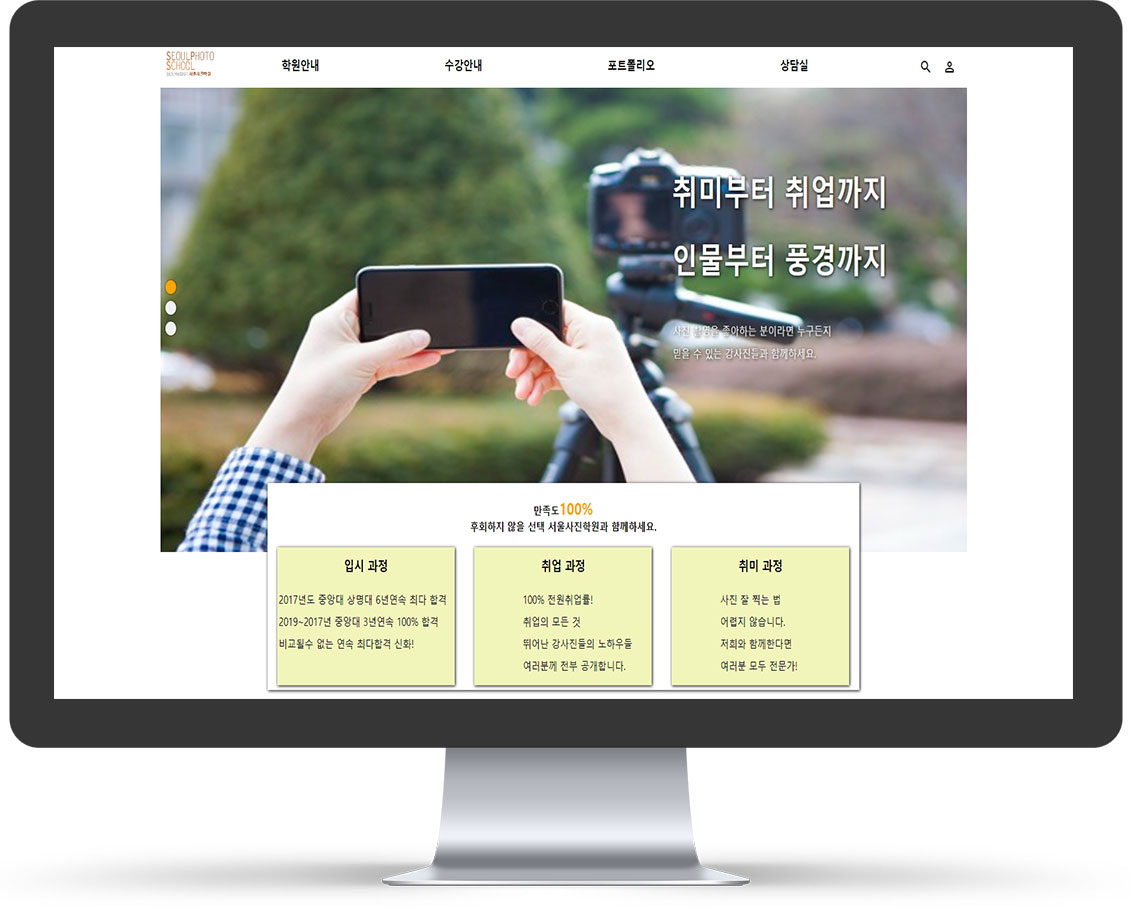 SEOULPHOTO
SCHOOL
학원안내
수강안내
포트폴리오
상담실
취미부터 취업까지
인물부터 풍경까지
사진 촬영을 좋아하는 분이라면 누구든지
믿을 수 있는 강사진들과 함께하세요.
만족도100%
후회하지 않을 선택 서울사진학원과 함께하세요.
입시 과정
2017년도 중앙대 상명대 6년연속 최다 합격
2019~2017년 중앙대 3년연속 100% 합격
비교될수 없는 연속 최다합격 신화!
취업 과정
100% 전원취업률!
취업의 모든 것
뛰어난 강사진들의 노하우들
여러분께 전부 공개합니다.
취미 과정
사진 잘 찍는 법
어렵지 않습니다.
저희와 함께한다면
여러분 모두 전문가!